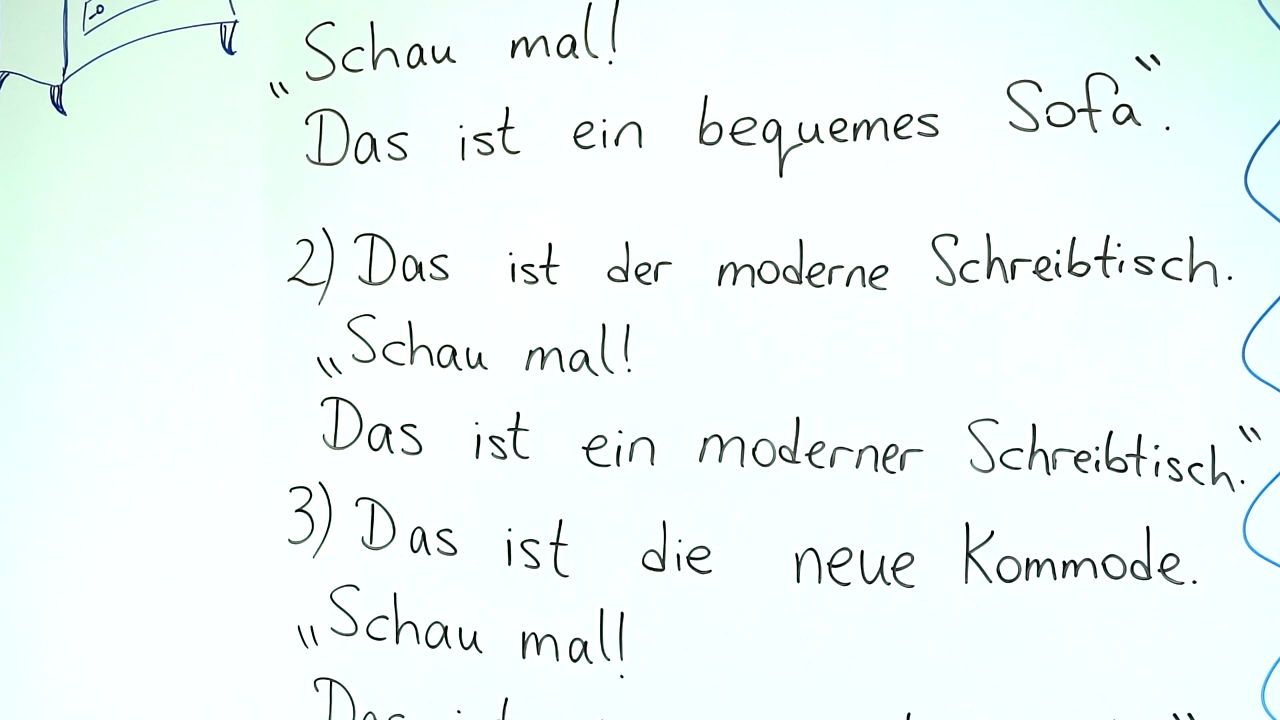 Schau mal!
„Das ist ein bequemes Sofa“.
2) Das ist der moderne Schreibtisch.
„Schau mal!
Das ist ein moderner Schreibtisch.“
3) Das ist die neue Kommode.
„Schau mal!
Das